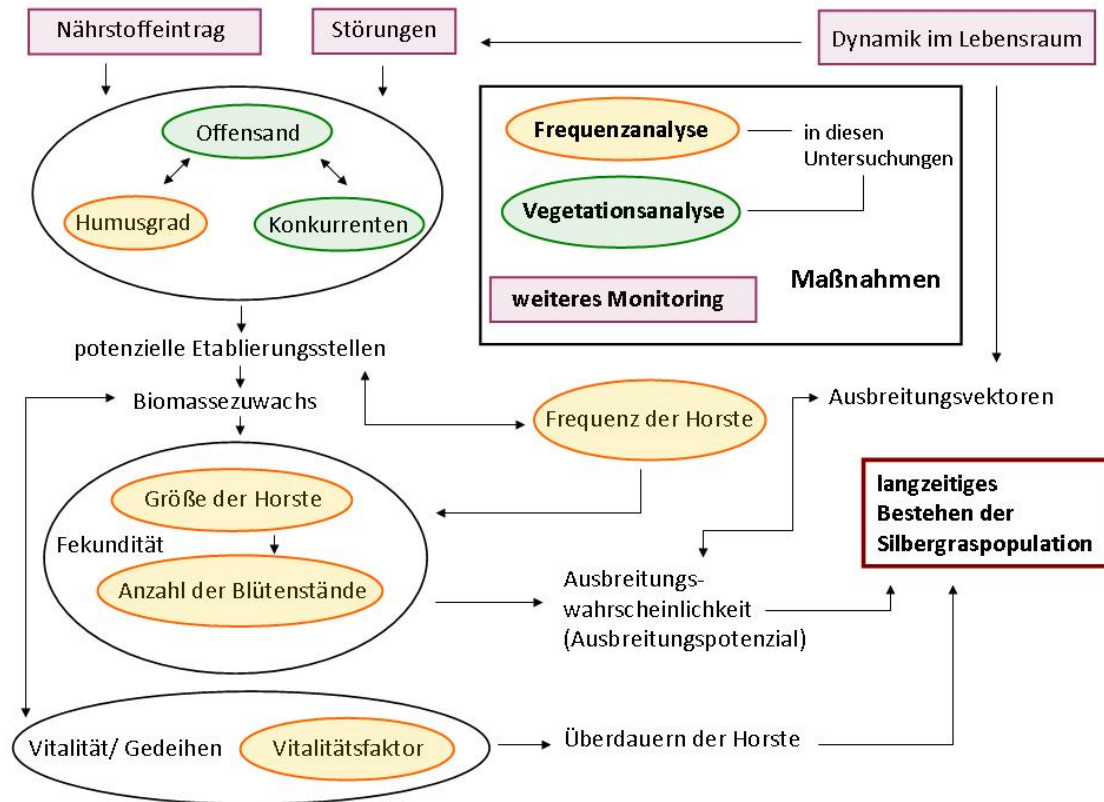 Nährstoffeintrag
Störungen
Dynamik im Lebensraum
Offensand
Humusgrad
Konkurrenten
Frequenzanalyse
in diesen
Untersuchungen
Vegetationsanalyse
weiteres Monitoring
Maßnahmen
potenzielle Etablierungsstellen
Biomassezuwachs
Frequenz der Horste
Ausbreitungsvektoren
Größe der Horste
Fekundität
Anzahl der Blütenstände
langzeitiges
Bestehen der
Silbergraspopulation
Ausbreitungs-
wahrscheinlichkeit
(Ausbreitungspotenzial)
Vitalität/ Gedeihen
Vitalitätsfaktor
Überdauern der Horste